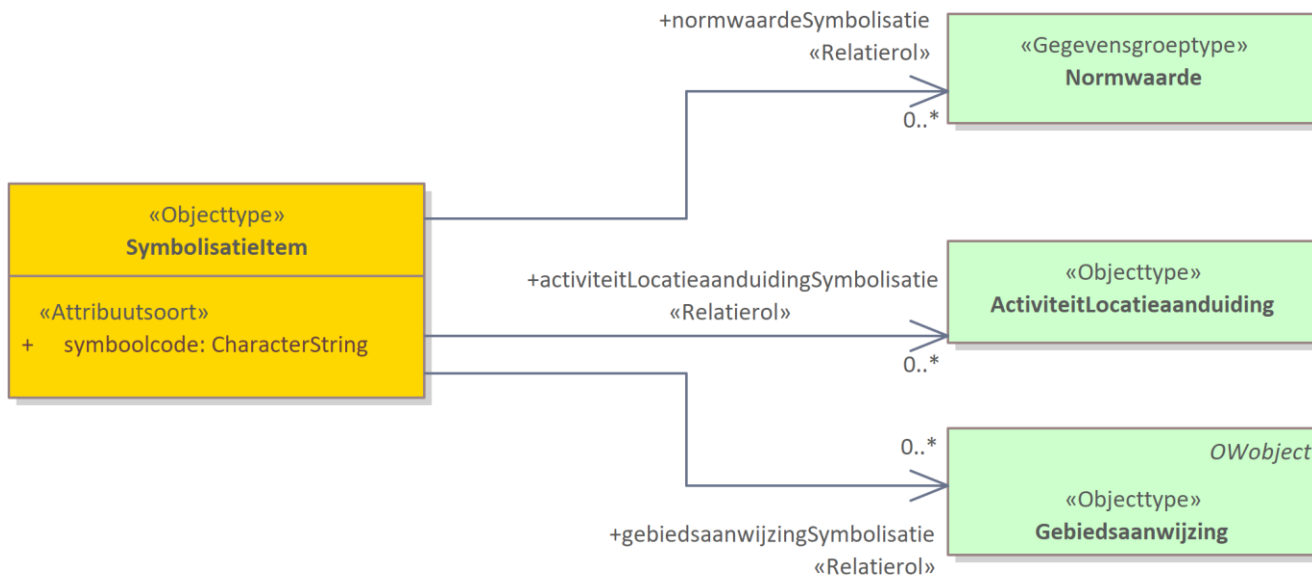 +normwaardeSymbolisatie
«Relatierol»
0..*
«Gegevensgroeptype»
Normwaarde
«Objecttype»
SymbolisatieItem
«Attribuutsoort»
+ symboolcode: CharacterString
+activiteitLocatieaanduidingSymbolisatie
«Relatierol»
0..*
«Objecttype»
ActiviteitLocatieaanduiding
0..*
+gebiedsaanwijzingSymbolisatie
«Relatierol»
OWobject
«Objecttype»
Gebiedsaanwijzing